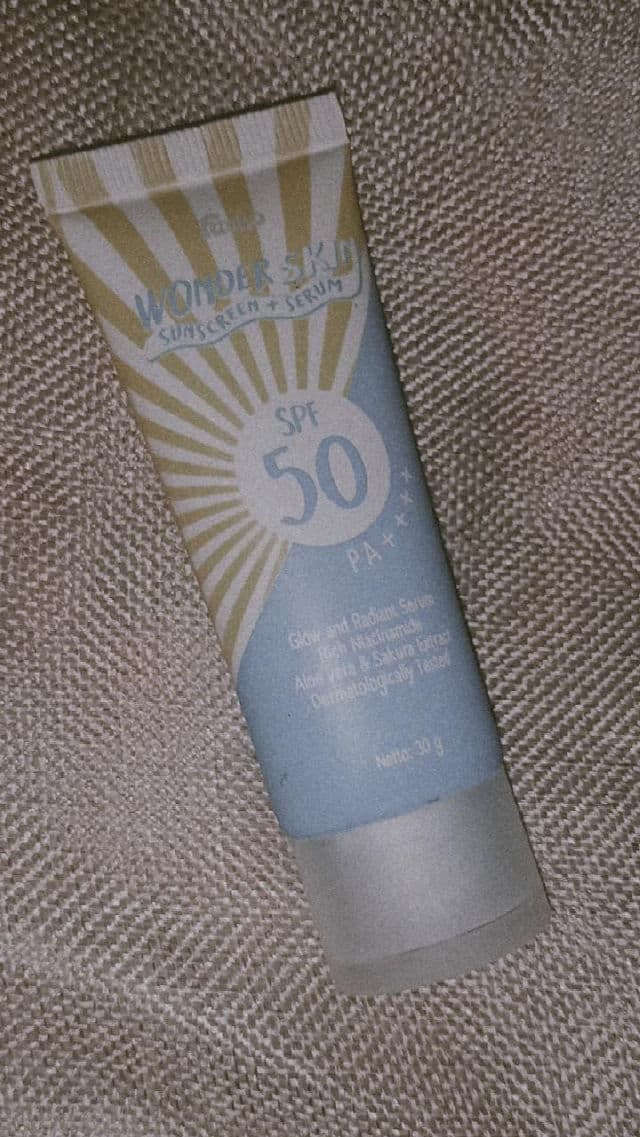 WONDER SKIN
SUNSCREEN + SERUM
SPF
50
PA++++
Glow and Radiant Serum
Rich Niacinamide
Aloe vera & Sakura Extract
Dermatologically Tested
Netto: 30 g